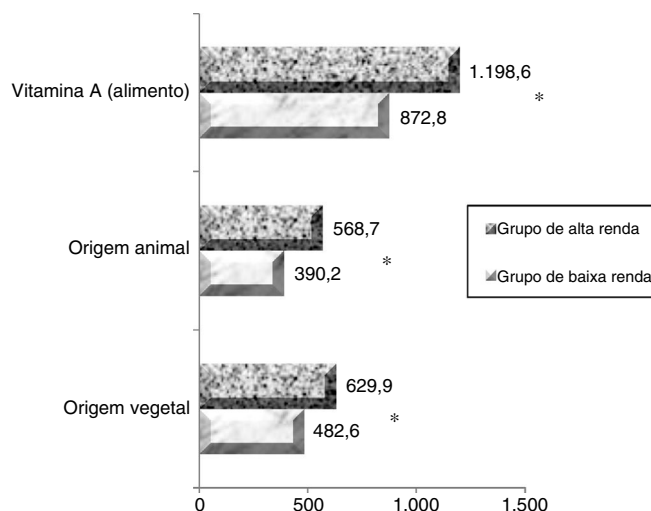 Vitamina A (alimento)
1.198,6
*
872,8
Origem animal
568,7
*
390,2
Origem vegetal
629,9
*
482,6
Grupo de alta renda
Grupo de baixa renda
0 500 1.000 1.500